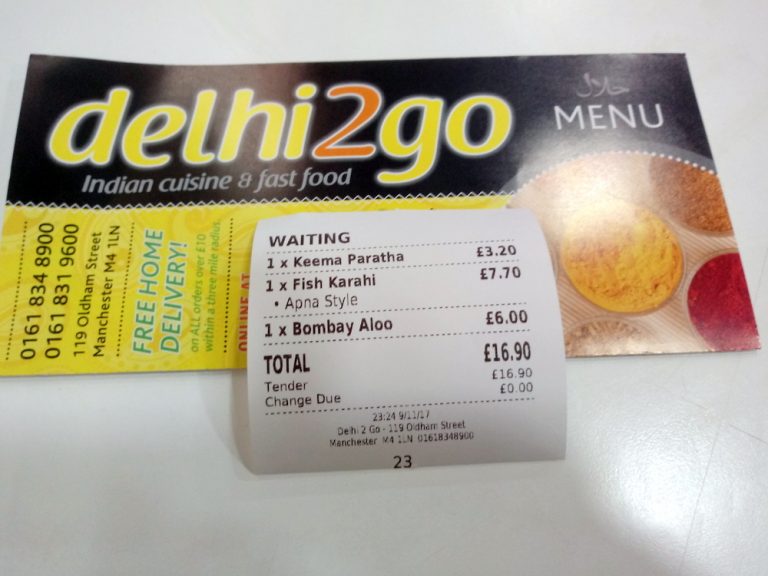 delhi2go
Indian cuisine & fast food
حلال
MENU
0161 834 8900
0161 831 9600
119 Oldham Street
Manchester M4 1LN
FREE HOME
DELIVERY!
on ALL orders over £10
within a three mile radius
ONLINE AT
WAITING
1 x Keema Paratha £3.20
1 x Fish Karahi £7.70
• Apna Style
1 x Bombay Aloo £6.00
TOTAL £16.90
Tender £16.90
Change Due £0.00
23:24 9/11/17
Delhi 2 Go - 119 Oldham Street
Manchester M4 1LN 01618348900
23